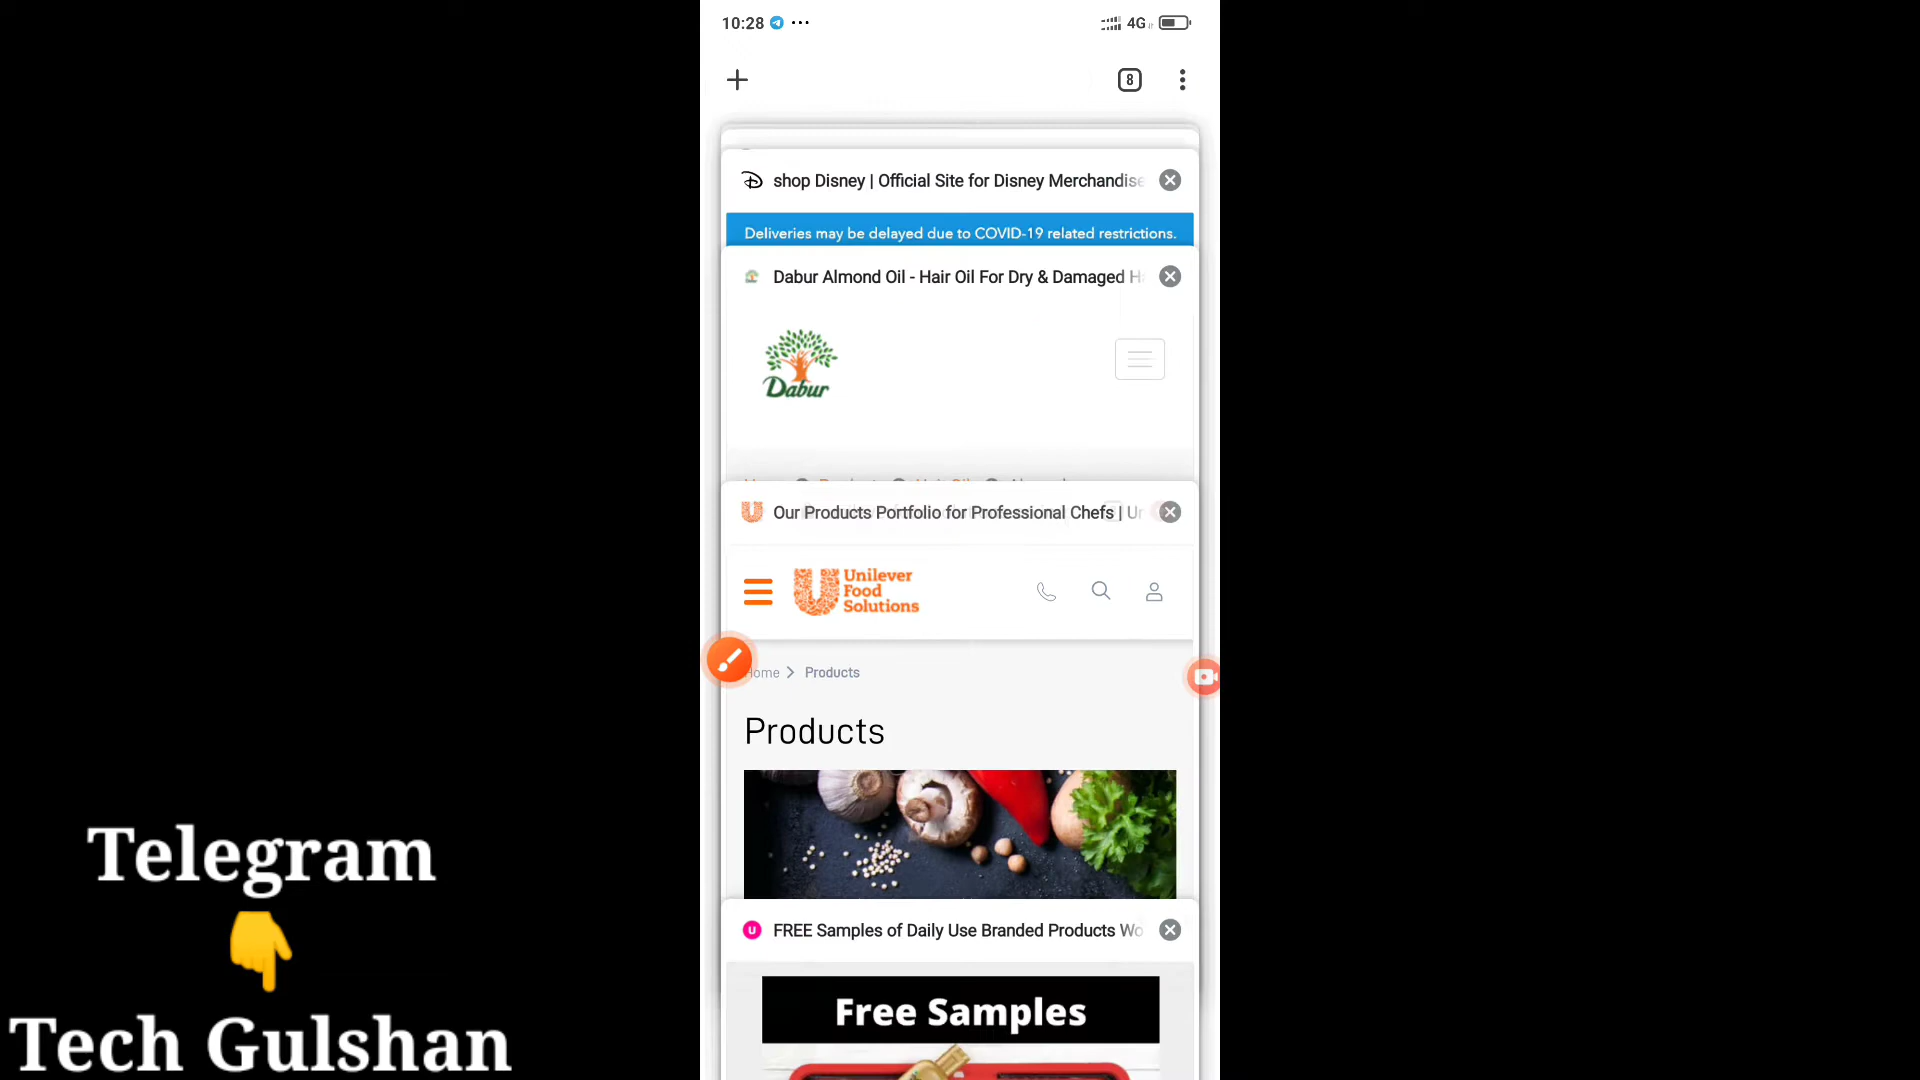 10:28
4G
8
shop Disney | Official Site for Disney Merchandise
Deliveries may be delayed due to COVID-19 related restrictions.
Dabur Almond Oil - Hair Oil For Dry & Damaged
Dabur
Our Products Portfolio for Professional Chefs |
Unilever
Food
Solutions
Home > Products
Products
FREE Samples of Daily Use Branded Products
Free Samples
Telegram
👇
Tech Gulshan